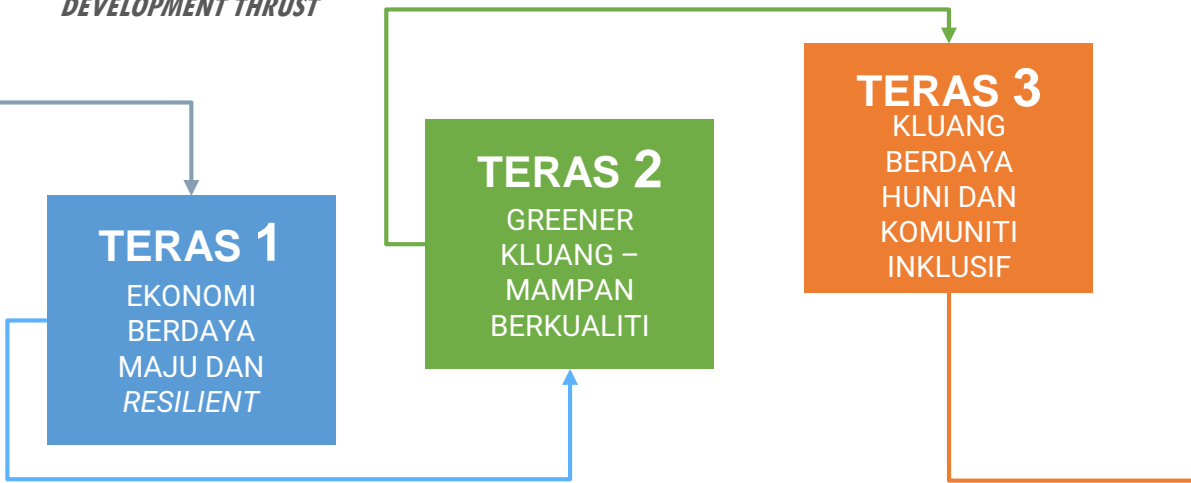 DEVELOPMENT THRUST
TERAS 1
EKONOMI
BERDAYA
MAJU DAN
RESILIENT
TERAS 2
GREENER
KLUANG –
MAMPAN
BERKUALITI
TERAS 3
KLUANG
BERDAYA
HUNI DAN
KOMUNITI
INKLUSIF